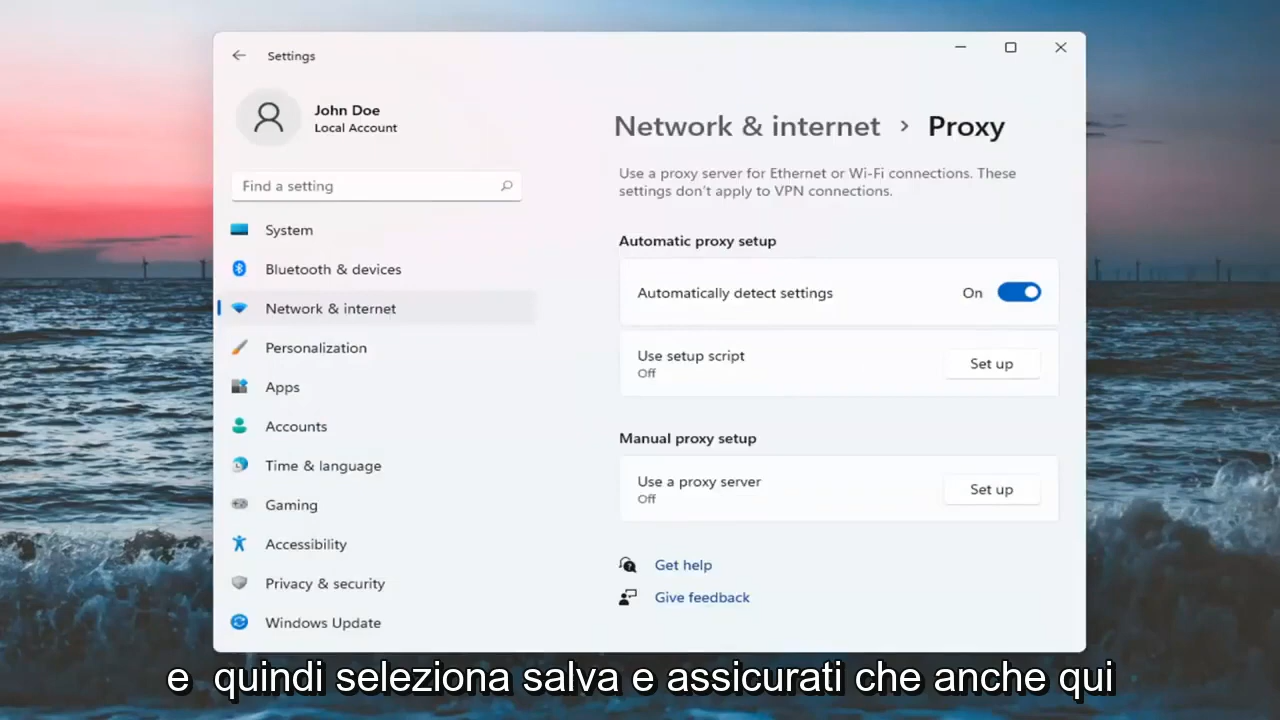 Settings
John Doe
Local Account
Find a setting
System
Bluetooth & devices
Network & internet
Personalization
Apps
Accounts
Time & language
Gaming
Accessibility
Privacy & security
Windows Update
Network & internet > Proxy
Use a proxy server for Ethernet or Wi-Fi connections. These
settings don't apply to VPN connections.
Automatic proxy setup
Automatically detect settings On
Use setup script
Off
Set up
Manual proxy setup
Use a proxy server
Off
Set up
Get help
Give feedback
e quindi seleziona salva e assicurati che anche qui